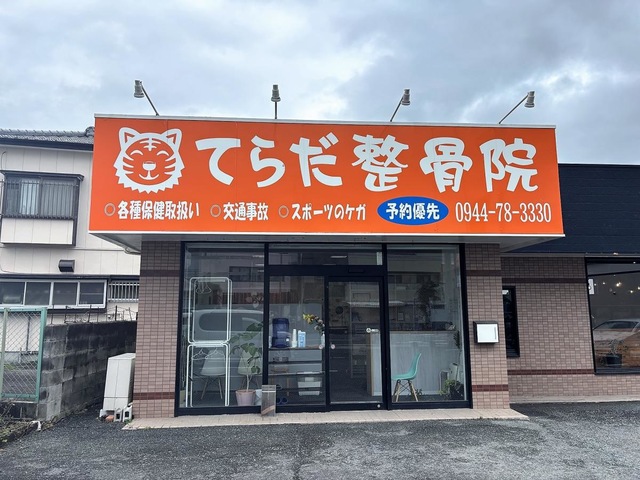 てらだ整骨院
○各種保健取扱い ○交通事故 ○スポーツのケガ 予約優先 0944-78-3330